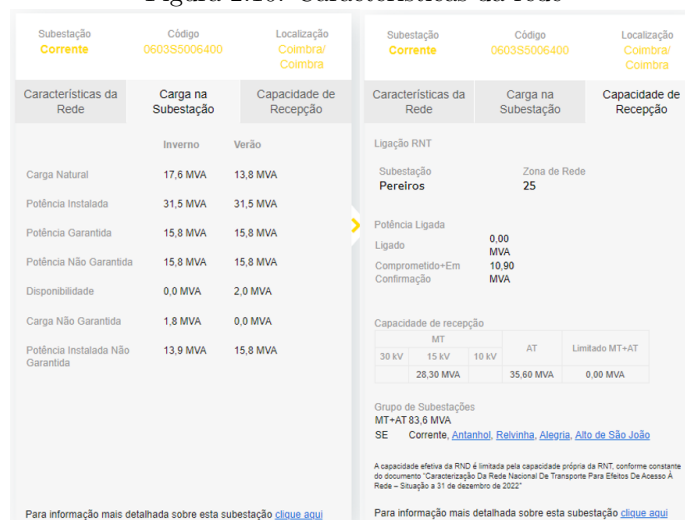 Figura 2.10: Características da rede
Subestação Código Localização
Corrente 0603S5006400 Coimbra/
Coimbra
Características da
Rede
Carga na
Subestação
Capacidade de
Recepção
Inverno Verão
Carga Natural 17,6 MVA 13,8 MVA
Potência Instalada 31,5 MVA 31,5 MVA
Potência Garantida 15,8 MVA 15,8 MVA
Potência Não Garantida 15,8 MVA 15,8 MVA
Disponibilidade 0,0 MVA 2,0 MVA
Carga Não Garantida 1,8 MVA 0,0 MVA
Potência Instalada Não
Garantida
13,9 MVA 15,8 MVA
Para informação mais detalhada sobre esta subestação clique aqui
Subestação Código Localização
Corrente 0603S5006400 Coimbra/
Coimbra
Características da
Rede
Carga na
Subestação
Capacidade de
Recepção
Ligação RNT
Subestação Zona de Rede
Pereiros 25
Potência Ligada
Ligado
0,00
MVA
Comprometido+Em
Confirmação
10,90
MVA
Capacidade de recepção
MT AT Limitado MT+AT
30 kV 15 kV 10 kV
28,30 MVA 35,60 MVA 0,00 MVA
Grupo de Subestações
MT+AT 83,6 MVA
SE Corrente, Antanhol, Relvinha, Alegria, Alto de São João
A capacidade efetiva da RND é limitada pela capacidade própria da RNT, conforme constante
do documento "Caracterização Da Rede Nacional De Transporte Para Efeitos De Acesso À
Rede – Situação a 31 de dezembro de 2022"
Para informação mais detalhada sobre esta subestação clique aqui